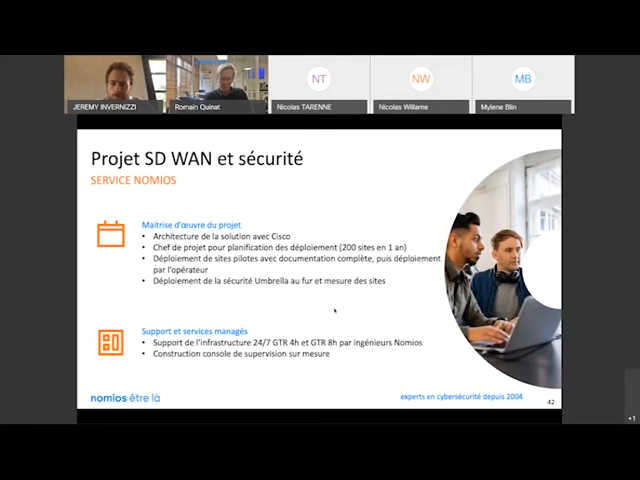 NT
NW
MB
JEREMY INVERNIZZI
Romain Quinat
Nicolas TARENNE
Nicolas Willame
Mylene Blin
Projet SD WAN et sécurité
SERVICE NOMIOS
Maitrise d'œuvre du projet
• Architecture de la solution avec Cisco
• Chef de projet pour planification des déploiement (200 sites en 1 an)
• Déploiement de sites pilotes avec documentation complète, puis déploiement
par l'opérateur
• Déploiement de la sécurité Umbrella au fur et mesure des sites
Support et services managés
• Support de l'infrastructure 24/7 GTR 4h et GTR 8h par ingénieurs Nomios
• Construction console de supervision sur mesure
nomios être là
experts en cybersécurité depuis 2004
42
+1